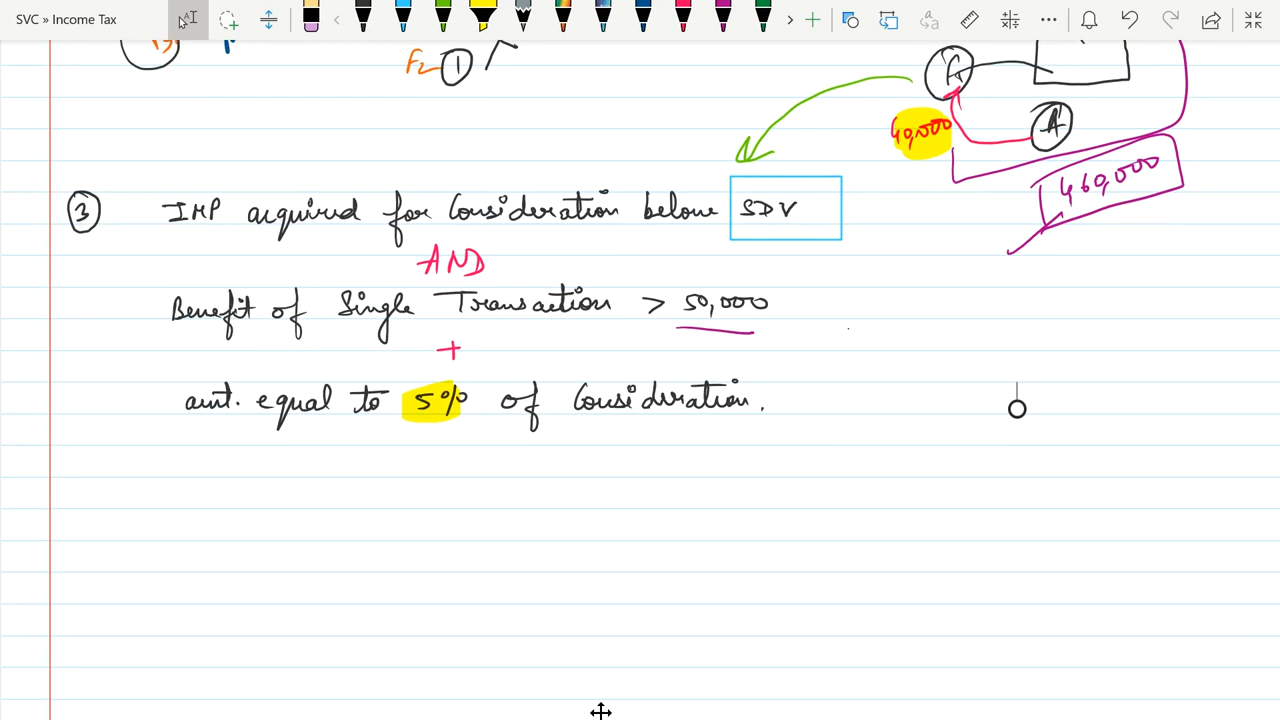 SVC » Income Tax
F2 1
A
40,000
A
460,000
3 IMP acquired for Consideration below SDV
AND
Benefit of Single Transaction > 50,000
+
amt. equal to 5% of Consideration.